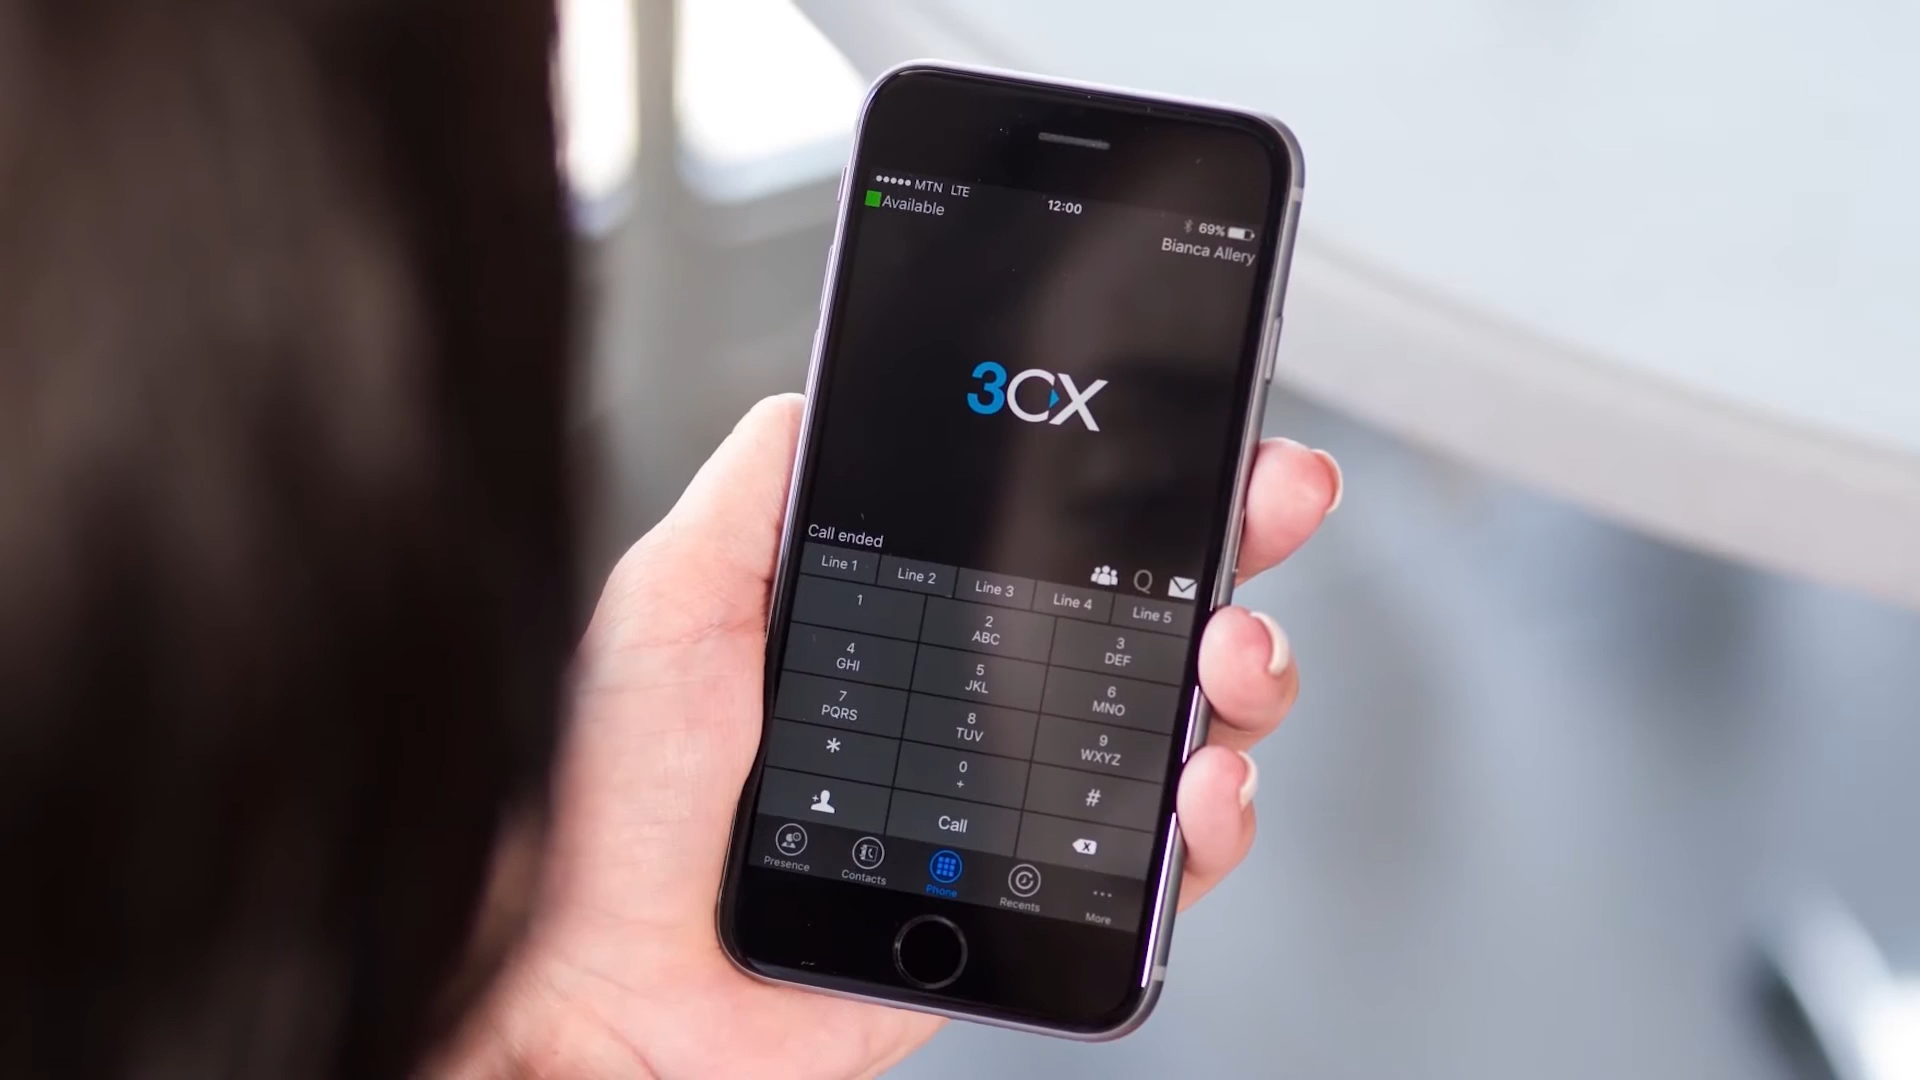 MTN LTE
12:00
69%
Available
Bianca Allery
3CX
Call ended
Line 1
Line 2
Line 3
Line 4
Line 5
Q
1
2
ABC
3
DEF
4
GHI
5
JKL
6
MNO
7
PQRS
8
TUV
9
WXYZ
*
0
+
#
Call
Presence
Contacts
Phone
Recents
More